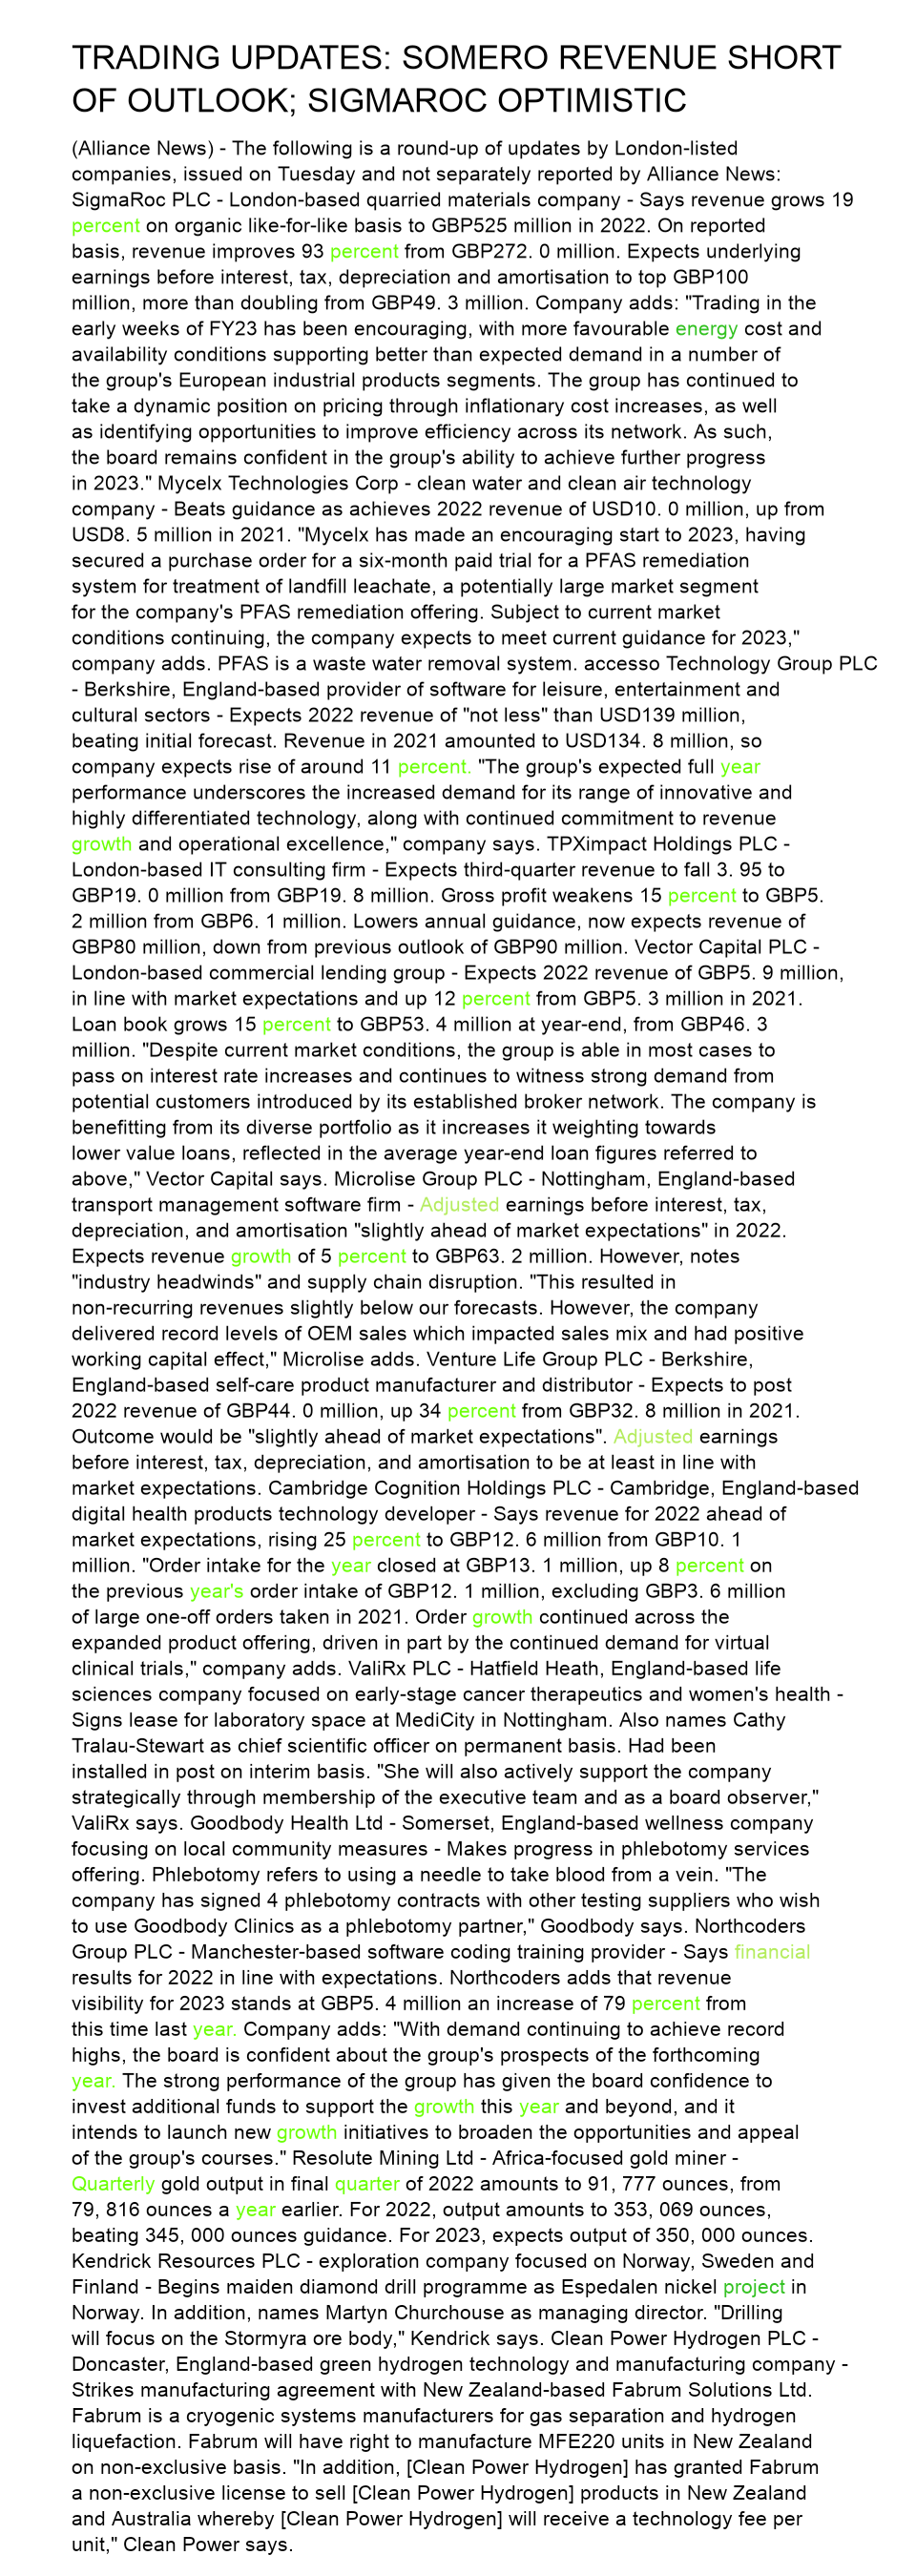 TRADING UPDATES: SOMERO REVENUE SHORT
OF OUTLOOK; SIGMAROC OPTIMISTIC
(Alliance News) - The following is a round-up of updates by London-listed
companies, issued on Tuesday and not separately reported by Alliance News:
SigmaRoc PLC - London-based quarried materials company - Says revenue grows 19
percent on organic like-for-like basis to GBP525 million in 2022. On reported
basis, revenue improves 93 percent from GBP272. 0 million. Expects underlying
earnings before interest, tax, depreciation and amortisation to top GBP100
million, more than doubling from GBP49. 3 million. Company adds: "Trading in the
early weeks of FY23 has been encouraging, with more favourable energy cost and
availability conditions supporting better than expected demand in a number of
the group's European industrial products segments. The group has continued to
take a dynamic position on pricing through inflationary cost increases, as well
as identifying opportunities to improve efficiency across its network. As such,
the board remains confident in the group's ability to achieve further progress
in 2023." Mycelx Technologies Corp - clean water and clean air technology
company - Beats guidance as achieves 2022 revenue of USD10. 0 million, up from
USD8. 5 million in 2021. "Mycelx has made an encouraging start to 2023, having
secured a purchase order for a six-month paid trial for a PFAS remediation
system for treatment of landfill leachate, a potentially large market segment
for the company's PFAS remediation offering. Subject to current market
conditions continuing, the company expects to meet current guidance for 2023,"
company adds. PFAS is a waste water removal system. accesso Technology Group PLC
- Berkshire, England-based provider of software for leisure, entertainment and
cultural sectors - Expects 2022 revenue of "not less" than USD139 million,
beating initial forecast. Revenue in 2021 amounted to USD134. 8 million, so
company expects rise of around 11 percent. "The group's expected full year
performance underscores the increased demand for its range of innovative and
highly differentiated technology, along with continued commitment to revenue
growth and operational excellence," company says. TPXimpact Holdings PLC -
London-based IT consulting firm - Expects third-quarter revenue to fall 3. 95 to
GBP19. 0 million from GBP19. 8 million. Gross profit weakens 15 percent to GBP5.
2 million from GBP6. 1 million. Lowers annual guidance, now expects revenue of
GBP80 million, down from previous outlook of GBP90 million. Vector Capital PLC -
London-based commercial lending group - Expects 2022 revenue of GBP5. 9 million,
in line with market expectations and up 12 percent from GBP5. 3 million in 2021.
Loan book grows 15 percent to GBP53. 4 million at year-end, from GBP46. 3
million. "Despite current market conditions, the group is able in most cases to
pass on interest rate increases and continues to witness strong demand from
potential customers introduced by its established broker network. The company is
benefitting from its diverse portfolio as it increases it weighting towards
lower value loans, reflected in the average year-end loan figures referred to
above," Vector Capital says. Microlise Group PLC - Nottingham, England-based
transport management software firm - Adjusted earnings before interest, tax,
depreciation, and amortisation "slightly ahead of market expectations" in 2022.
Expects revenue growth of 5 percent to GBP63. 2 million. However, notes
"industry headwinds" and supply chain disruption. "This resulted in
non-recurring revenues slightly below our forecasts. However, the company
delivered record levels of OEM sales which impacted sales mix and had positive
working capital effect," Microlise adds. Venture Life Group PLC - Berkshire,
England-based self-care product manufacturer and distributor - Expects to post
2022 revenue of GBP44. 0 million, up 34 percent from GBP32. 8 million in 2021.
Outcome would be "slightly ahead of market expectations". Adjusted earnings
before interest, tax, depreciation, and amortisation to be at least in line with
market expectations. Cambridge Cognition Holdings PLC - Cambridge, England-based
digital health products technology developer - Says revenue for 2022 ahead of
market expectations, rising 25 percent to GBP12. 6 million from GBP10. 1
million. "Order intake for the year closed at GBP13. 1 million, up 8 percent on
the previous year's order intake of GBP12. 1 million, excluding GBP3. 6 million
of large one-off orders taken in 2021. Order growth continued across the
expanded product offering, driven in part by the continued demand for virtual
clinical trials," company adds. ValiRx PLC - Hatfield Heath, England-based life
sciences company focused on early-stage cancer therapeutics and women's health -
Signs lease for laboratory space at MediCity in Nottingham. Also names Cathy
Tralau-Stewart as chief scientific officer on permanent basis. Had been
installed in post on interim basis. "She will also actively support the company
strategically through membership of the executive team and as a board observer,"
ValiRx says. Goodbody Health Ltd - Somerset, England-based wellness company
focusing on local community measures - Makes progress in phlebotomy services
offering. Phlebotomy refers to using a needle to take blood from a vein. "The
company has signed 4 phlebotomy contracts with other testing suppliers who wish
to use Goodbody Clinics as a phlebotomy partner," Goodbody says. Northcoders
Group PLC - Manchester-based software coding training provider - Says financial
results for 2022 in line with expectations. Northcoders adds that revenue
visibility for 2023 stands at GBP5. 4 million an increase of 79 percent from
this time last year. Company adds: "With demand continuing to achieve record
highs, the board is confident about the group's prospects of the forthcoming
year. The strong performance of the group has given the board confidence to
invest additional funds to support the growth this year and beyond, and it
intends to launch new growth initiatives to broaden the opportunities and appeal
of the group's courses." Resolute Mining Ltd - Africa-focused gold miner -
Quarterly gold output in final quarter of 2022 amounts to 91, 777 ounces, from
79, 816 ounces a year earlier. For 2022, output amounts to 353, 069 ounces,
beating 345, 000 ounces guidance. For 2023, expects output of 350, 000 ounces.
Kendrick Resources PLC - exploration company focused on Norway, Sweden and
Finland - Begins maiden diamond drill programme as Espedalen nickel project in
Norway. In addition, names Martyn Churchouse as managing director. "Drilling
will focus on the Stormyra ore body," Kendrick says. Clean Power Hydrogen PLC -
Doncaster, England-based green hydrogen technology and manufacturing company -
Strikes manufacturing agreement with New Zealand-based Fabrum Solutions Ltd.
Fabrum is a cryogenic systems manufacturers for gas separation and hydrogen
liquefaction. Fabrum will have right to manufacture MFE220 units in New Zealand
on non-exclusive basis. "In addition, [Clean Power Hydrogen] has granted Fabrum
a non-exclusive license to sell [Clean Power Hydrogen] products in New Zealand
and Australia whereby [Clean Power Hydrogen] will receive a technology fee per
unit," Clean Power says.